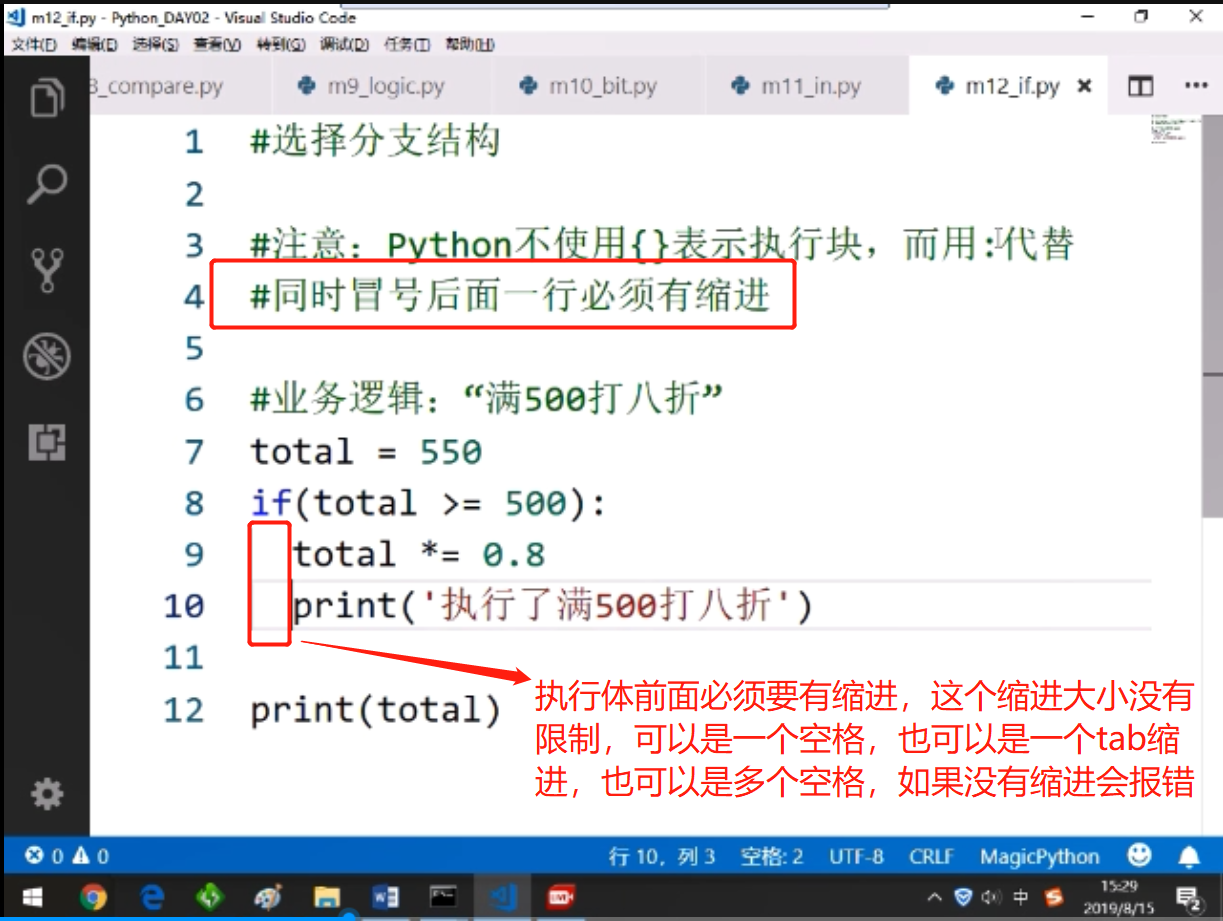 m12_if.py - Python_DAY02 - Visual Studio Code
文件(F) 编辑(E) 选择(S) 查看(V) 转到(G) 调试(D) 任务(T) 帮助(H)
8_compare.py m9_logic.py m10_bit.py m11_in.py m12_if.py
1 #选择分支结构
2
3 #注意：Python不使用{}表示执行块，而用:代替
4 #同时冒号后面一行必须有缩进
5
6 #业务逻辑：“满500打八折”
7 total = 550
8 if(total >= 500):
9 total *= 0.8
10 print('执行了满500打八折')
11
12 print(total)
执行体前面必须要有缩进，这个缩进大小没有
限制，可以是一个空格，也可以是一个tab缩
进，也可以是多个空格，如果没有缩进会报错
0 0 行 10，列 3 空格: 2 UTF-8 CRLF MagicPython
中 15:29
2019/8/15 2